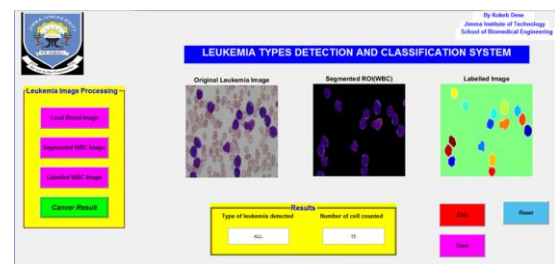 By Kokeb Dese
Jimma Institute of Technology
School of Biomedical Engineering
LEUKEMIA TYPES DETECTION AND CLASSIFICATION SYSTEM
Original Leukemia Image
Segmented ROI(WBC)
Labelled Image
Leukemia Image Processing
Load Blood Image
Segmented WBC Image
Labelled WBC Image
Cancer Result
Results
Type of leukemia detected
Number of cell counted
ALL
15
Exit
Reset
Save